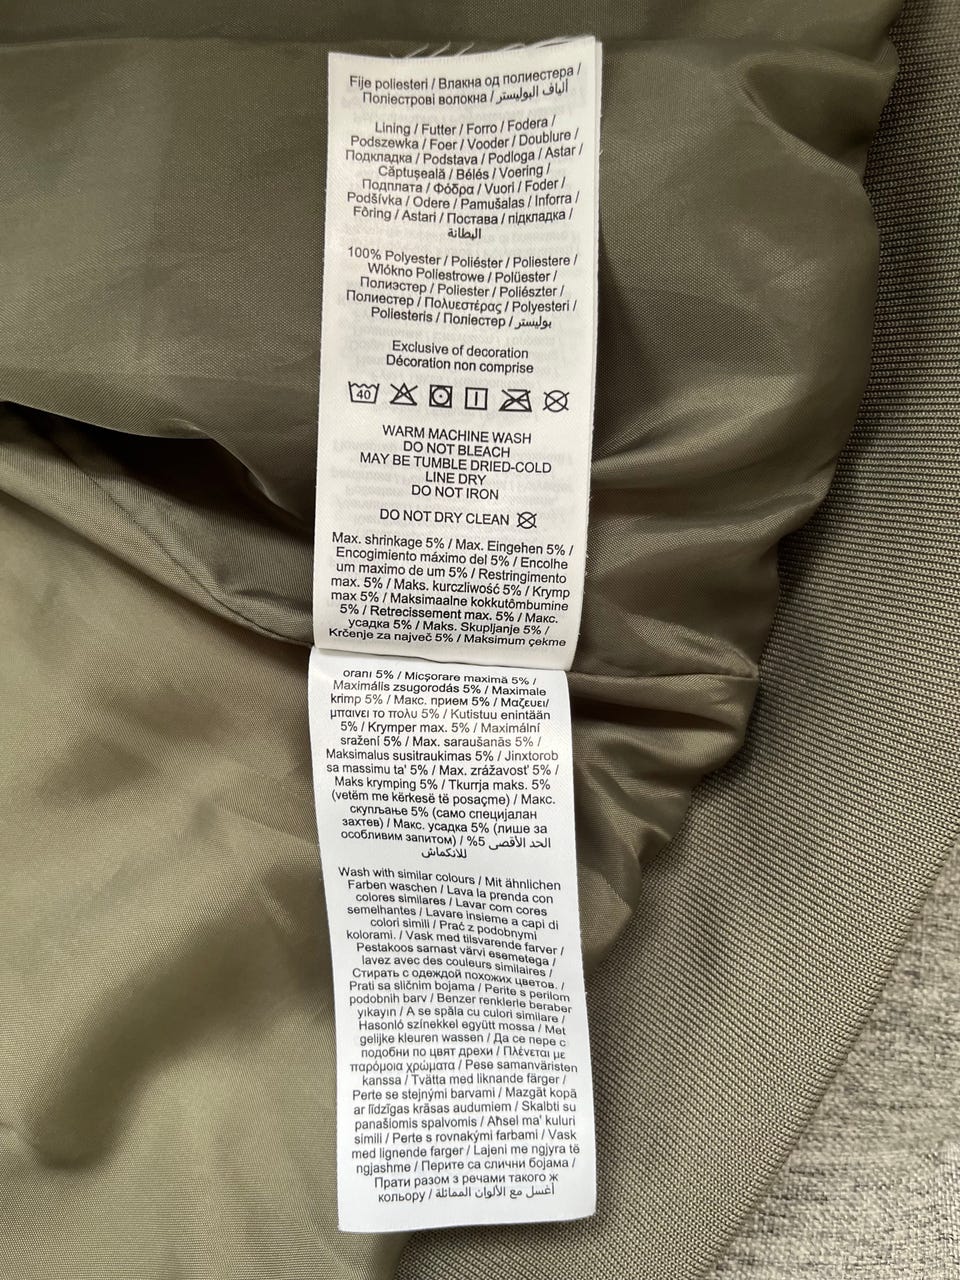 Fije poliesteri / Влакна од полиестера /
Поліестрові волокна / ألياف البوليستر
Lining / Futter / Forro / Fodera /
Podszewka / Foer / Vooder / Doublure /
Подкладка / Podstava / Podloga / Astar /
Căptușeală / Bélés / Voering /
Подплата / Φόδρα / Vuori / Foder /
Podšívka / Odere / Pamušalas / Inforra /
Fôring / Astari / Постава / підкладка /
البطانة
100% Polyester / Poliéster / Poliestere /
Włókno Poliestrowe / Polüester /
Полиэстер / Poliester / Poliészter /
Полиестер / Πολυεστέρας / Polyesteri /
Poliesteris / Поліестер / بوليستر
Exclusive of decoration
Décoration non comprise
40
WARM MACHINE WASH
DO NOT BLEACH
MAY BE TUMBLE DRIED-COLD
LINE DRY
DO NOT IRON
DO NOT DRY CLEAN
Max. shrinkage 5% / Max. Eingehen 5% /
Encogimiento máximo del 5% / Encolhe
um maximo de um 5% / Restringimento
max. 5% / Maks. kurczliwość 5% / Krymp
max 5% / Maksimaalne kokkutõmbumine
5% / Retrecissement max. 5% / Макс.
усадка 5% / Maks. Skupljanje 5% /
Krčenje za največ 5% / Maksimum çekme
oranı 5% / Micșorare maximă 5% /
Maximális zsugorodás 5% / Maximale
krimp 5% / Макс. прием 5% / Μαζευει/
μπαινει το πολυ 5% / Kutistuu enintään
5% / Krymper max. 5% / Maximální
sražení 5% / Max. saraušanās 5% /
Maksimalus susitraukimas 5% / Jinxtorob
sa massimu ta' 5% / Max. zrážavosť 5% /
Maks krymping 5% / Tkurrja maks. 5%
(vetëm me kërkesë të posaçme) / Макс.
скупљање 5% (само специјалан
захтев) / Макс. усадка 5% (лише за
особливим запитом) / الحد الأقصى 5%
للانكماش
Wash with similar colours / Mit ähnlichen
Farben waschen / Lava la prenda con
colores similares / Lavar com cores
semelhantes / Lavare insieme a capi di
colori simili / Prać z podobnymi
kolorami. / Vask med tilsvarende farver /
Pestakoos samast värvi esemetega /
lavez avec des couleurs similaires /
Стирать с одеждой похожих цветов. /
Prati sa sličnim bojama / Perite s perilom
podobnih barv / Benzer renklerle beraber
yıkayın / A se spăla cu culori similare /
Hasonló színekkel együtt mossa / Met
gelijke kleuren wassen / Да се пере с
подобни по цвят дрехи / Πλένεται με
παρόμοια χρώματα / Pese samanväristen
kanssa / Tvätta med liknande färger /
Perte se stejnými barvami / Mazgāt kopā
ar līdzīgas krāsas audumiem / Skalbti su
panašiomis spalvomis / Aħsel ma' kuluri
simili / Perte s rovnakými farbami / Vask
med lignende farger / Lajeni me ngjyra të
ngjashme / Перите са слични бојама /
Прати разом з речами такого ж
кольору / أغسل مع الألوان المماثلة